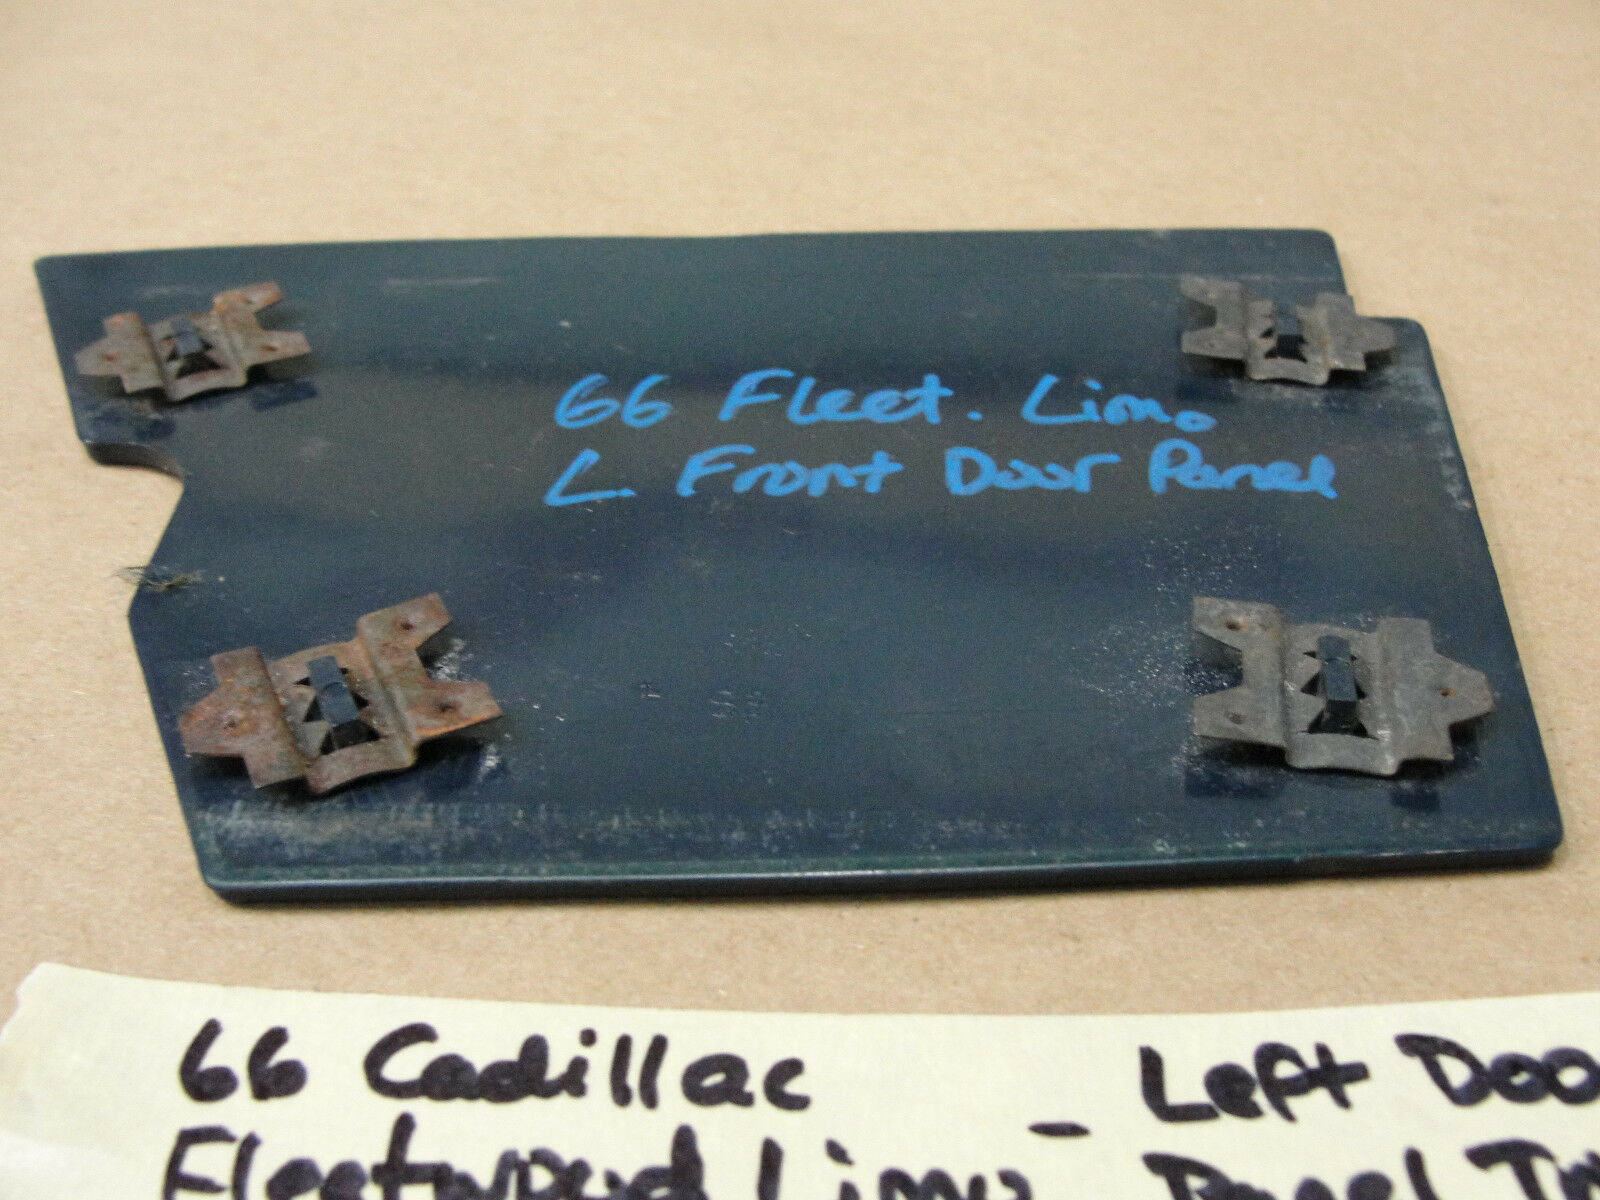 66 Fleet. Limo
L. Front Door Panel
66 Cadillac - Left Doo
Fleetwood Limo Panel